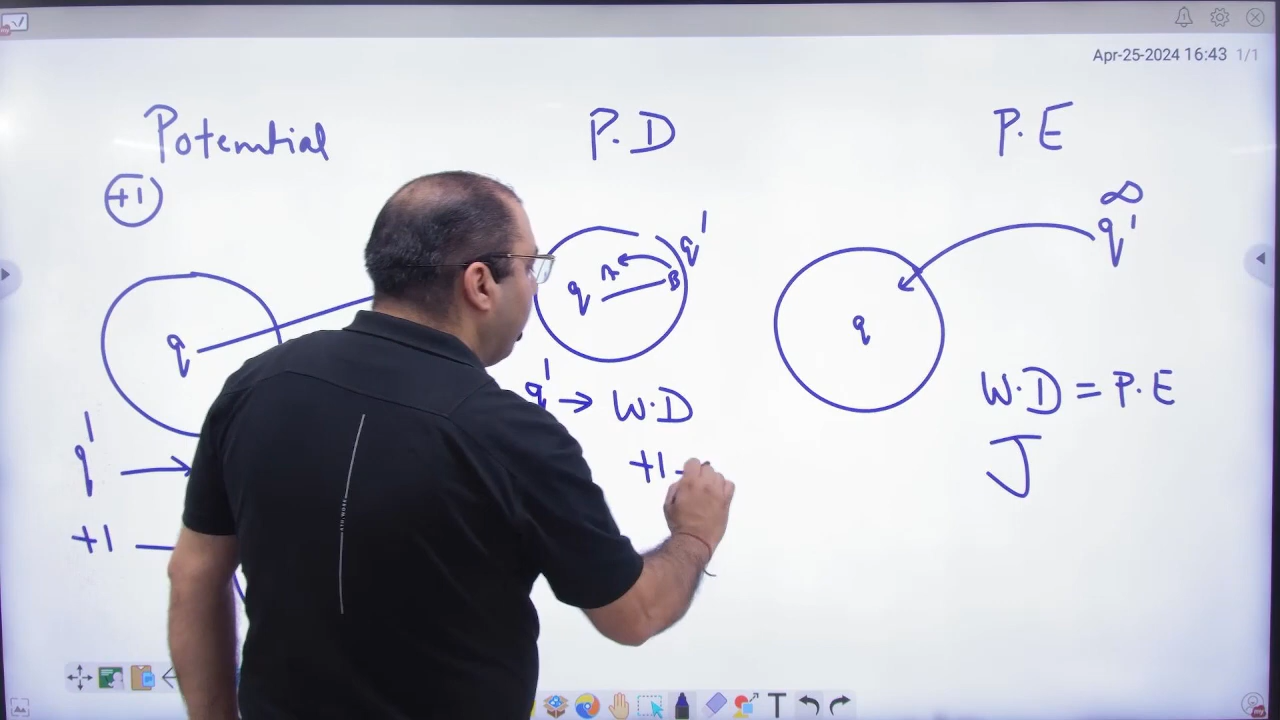 Apr-25-2024 16:43 1/1
Potential
+1
q
q'
+1
P.D
q'
q
A
B
q' → W.D
+1
P.E
∞
q'
q
W.D = P.E
J
T